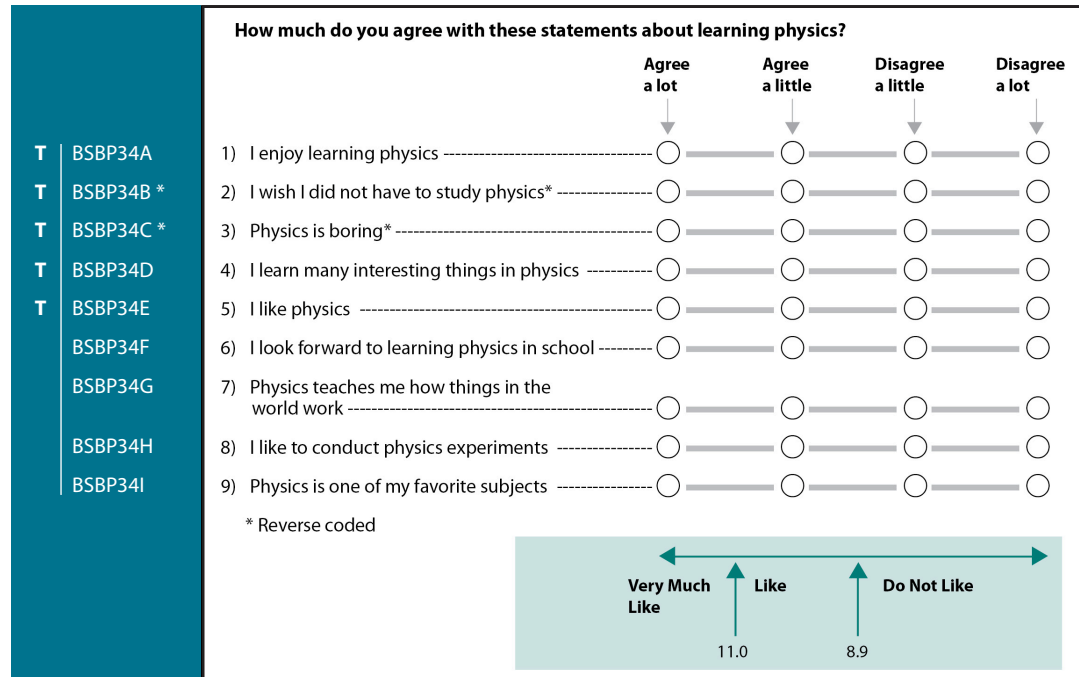 How much do you agree with these statements about learning physics?
Agree a lot Agree a little Disagree a little Disagree a lot
T BSBP34A 1) I enjoy learning physics
T BSBP34B * 2) I wish I did not have to study physics*
T BSBP34C * 3) Physics is boring*
T BSBP34D 4) I learn many interesting things in physics
T BSBP34E 5) I like physics
BSBP34F 6) I look forward to learning physics in school
BSBP34G 7) Physics teaches me how things in the
world work
BSBP34H 8) I like to conduct physics experiments
BSBP34I 9) Physics is one of my favorite subjects
* Reverse coded
Very Much Like Like Do Not Like
11.0 8.9